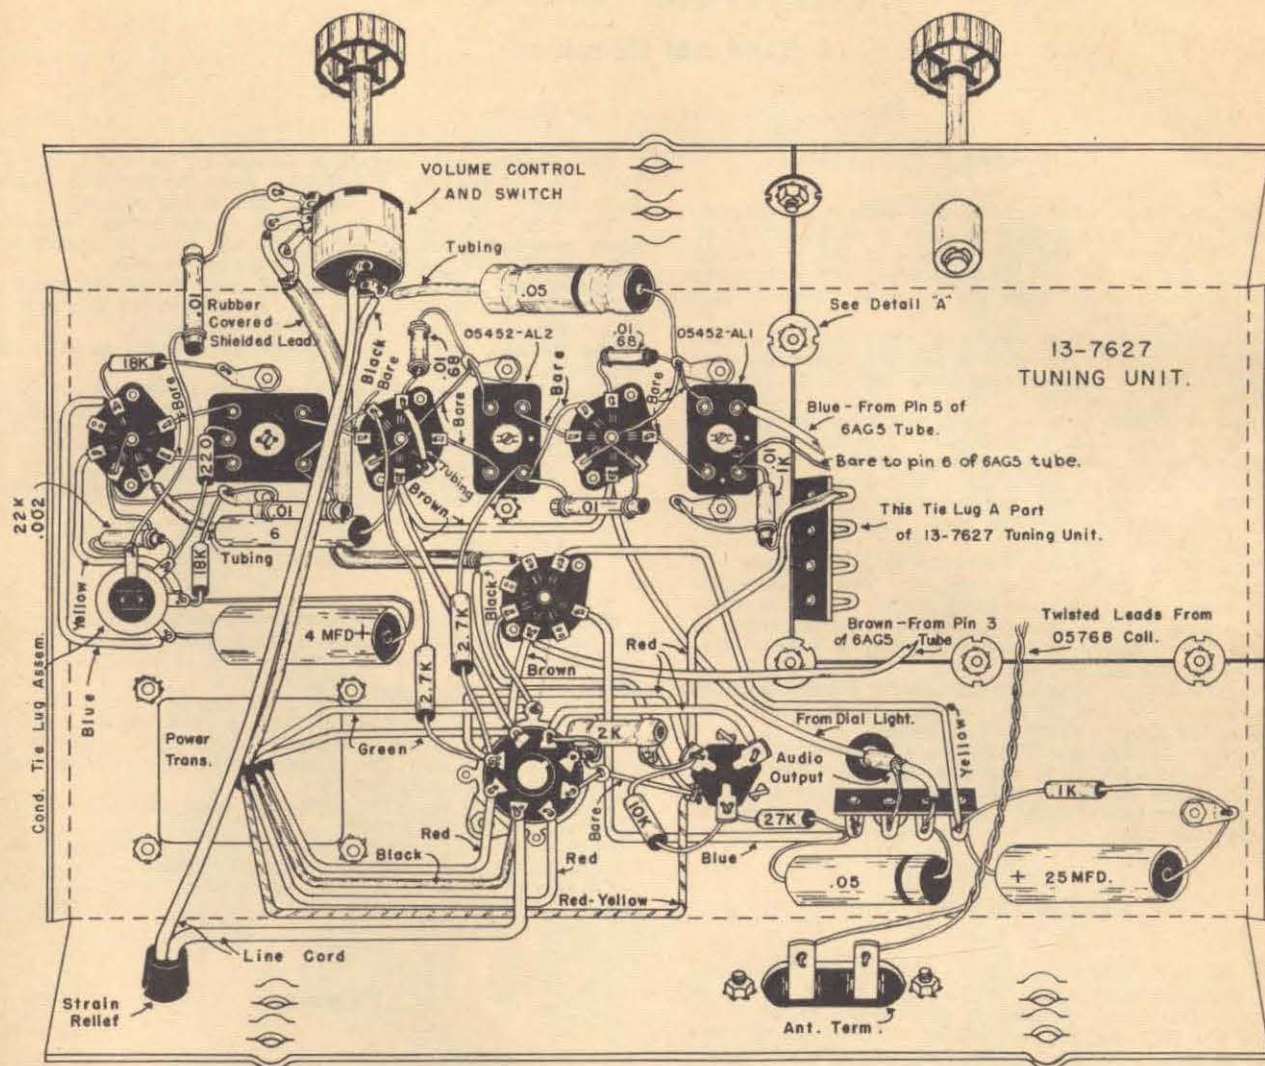 VOLUME CONTROL
AND SWITCH
Tubing
.05
.01
Rubber
Covered
Shielded Lead.
Black
Bare
.01
68
05452-AL2
Bare
.01
68
05452-AL1
Bare
See Detail "A"
13-7627
TUNING UNIT.
18K
Bare
220
Bare
Tubing
Brown
Blue - From Pin 5 of
6AG5 Tube.
Bare to pin 6 of 6AG5 tube.
.01
1K
.01
.01
6
Tubing
22K
.002
18K
Yellow
This Tie Lug A Part
of 13-7627 Tuning Unit.
4 MFD +
Black
2.7K
2.7K
Brown
Red
Brown-From Pin 3
of 6AG5 Tube
Twisted Leads From
05768 Coil.
Cond. Tie Lug Assem.
Blue
Power
Trans.
Green
2K
From Dial Light.
Audio
Output
Yellow
1K
Bare
10K
27K
Red
Black
Red
Blue
.05
+ 25 MFD.
Red-Yellow
Line Cord
Strain
Relief
Ant. Term.